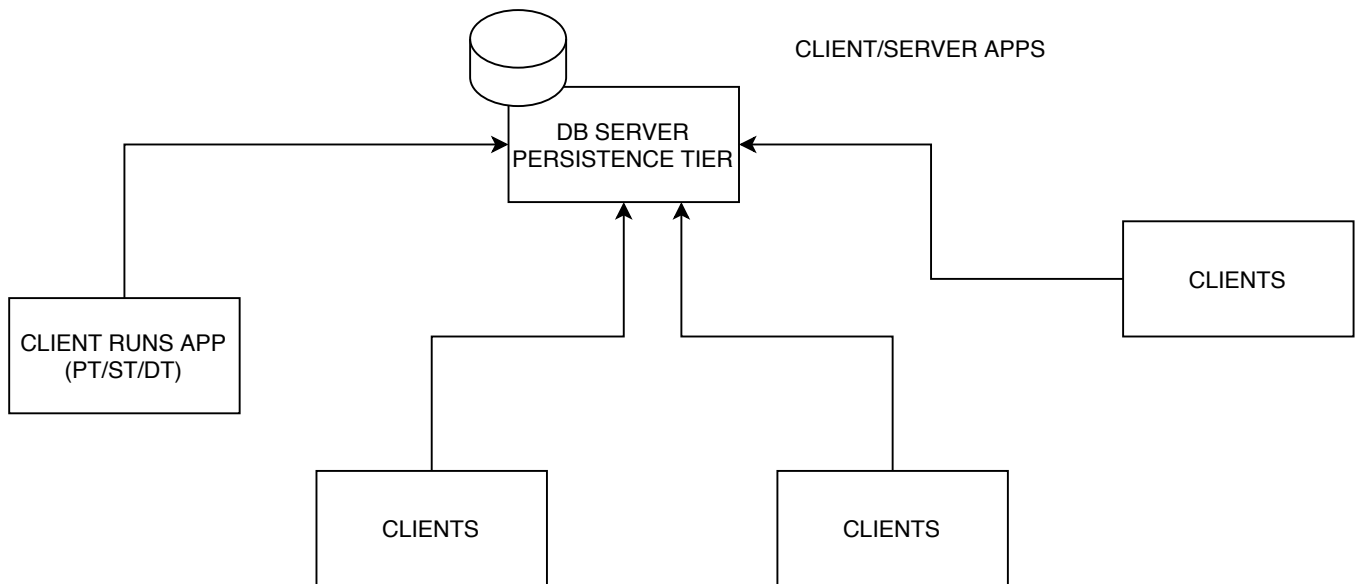 CLIENT/SERVER APPS
DB SERVER
PERSISTENCE TIER
CLIENTS
CLIENT RUNS APP
(PT/ST/DT)
CLIENTS
CLIENTS